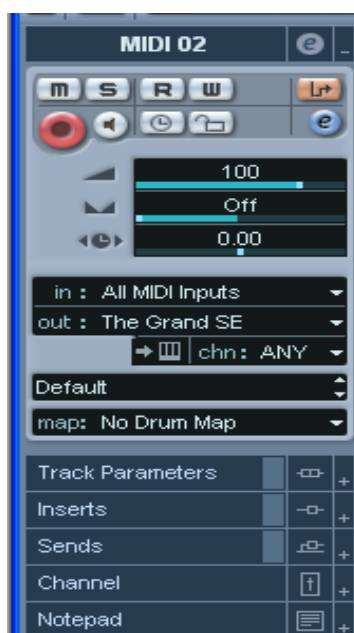 MIDI 02 e
M S R W
e
100
Off
0.00
in : All MIDI Inputs
out : The Grand SE
chn: ANY
Default
map: No Drum Map
Track Parameters +
Inserts +
Sends +
Channel +
Notepad +